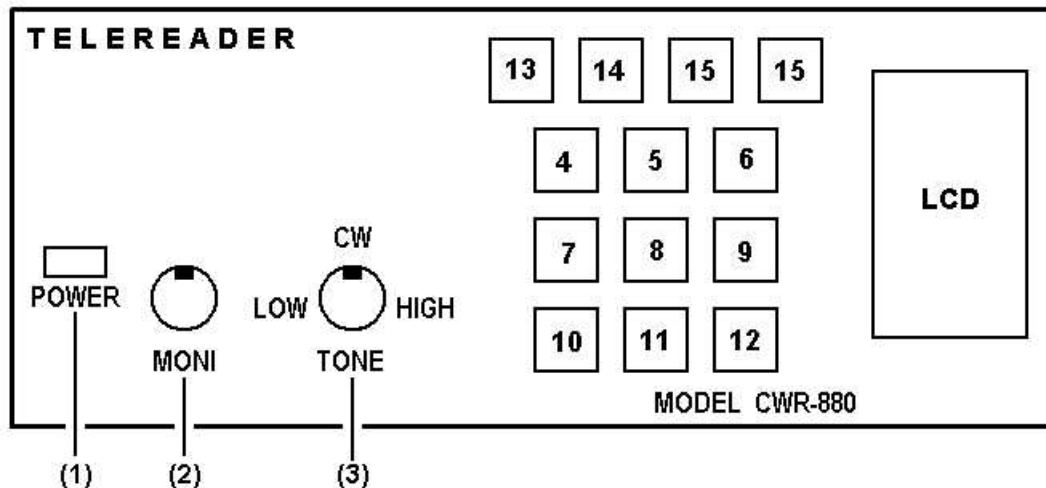 TELEREADER
13 14 15 15
4 5 6
LCD
7 8 9
CW
POWER
LOW HIGH
10 11 12
MONI TONE
MODEL CWR-880
(1) (2) (3)